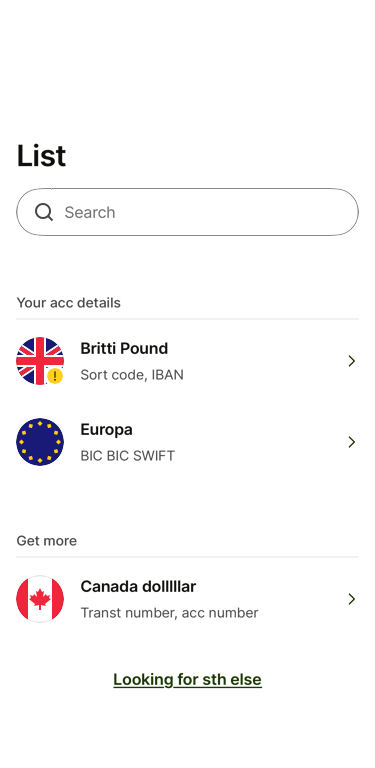 List
Search
Your acc details
Britti Pound
Sort code, IBAN
Europa
BIC BIC SWIFT
Get more
Canada dolllllar
Transt number, acc number
Looking for sth else